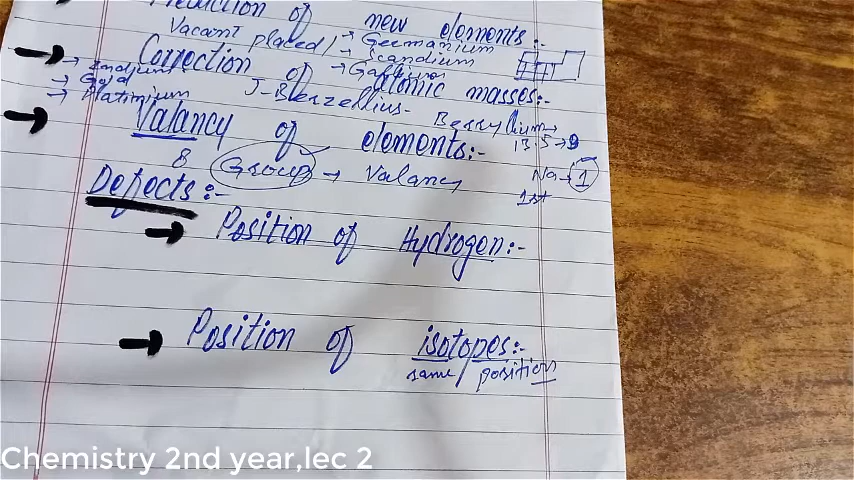 of new elements:-
Vacant placed / → Germanium
→ Scandium
→ Correction of atomic masses:-
→ Gallium
→ Indium
→ Gold
→ Platinium J-Berzellius-
Beryllium →
13.5 → 9
→ Valancy of elements:-
8 Group → Valancy Na → 1
1st
Defects:-
→ Position of Hydrogen:-
→ Position of isotopes:-
same / position
Chemistry 2nd year,lec 2